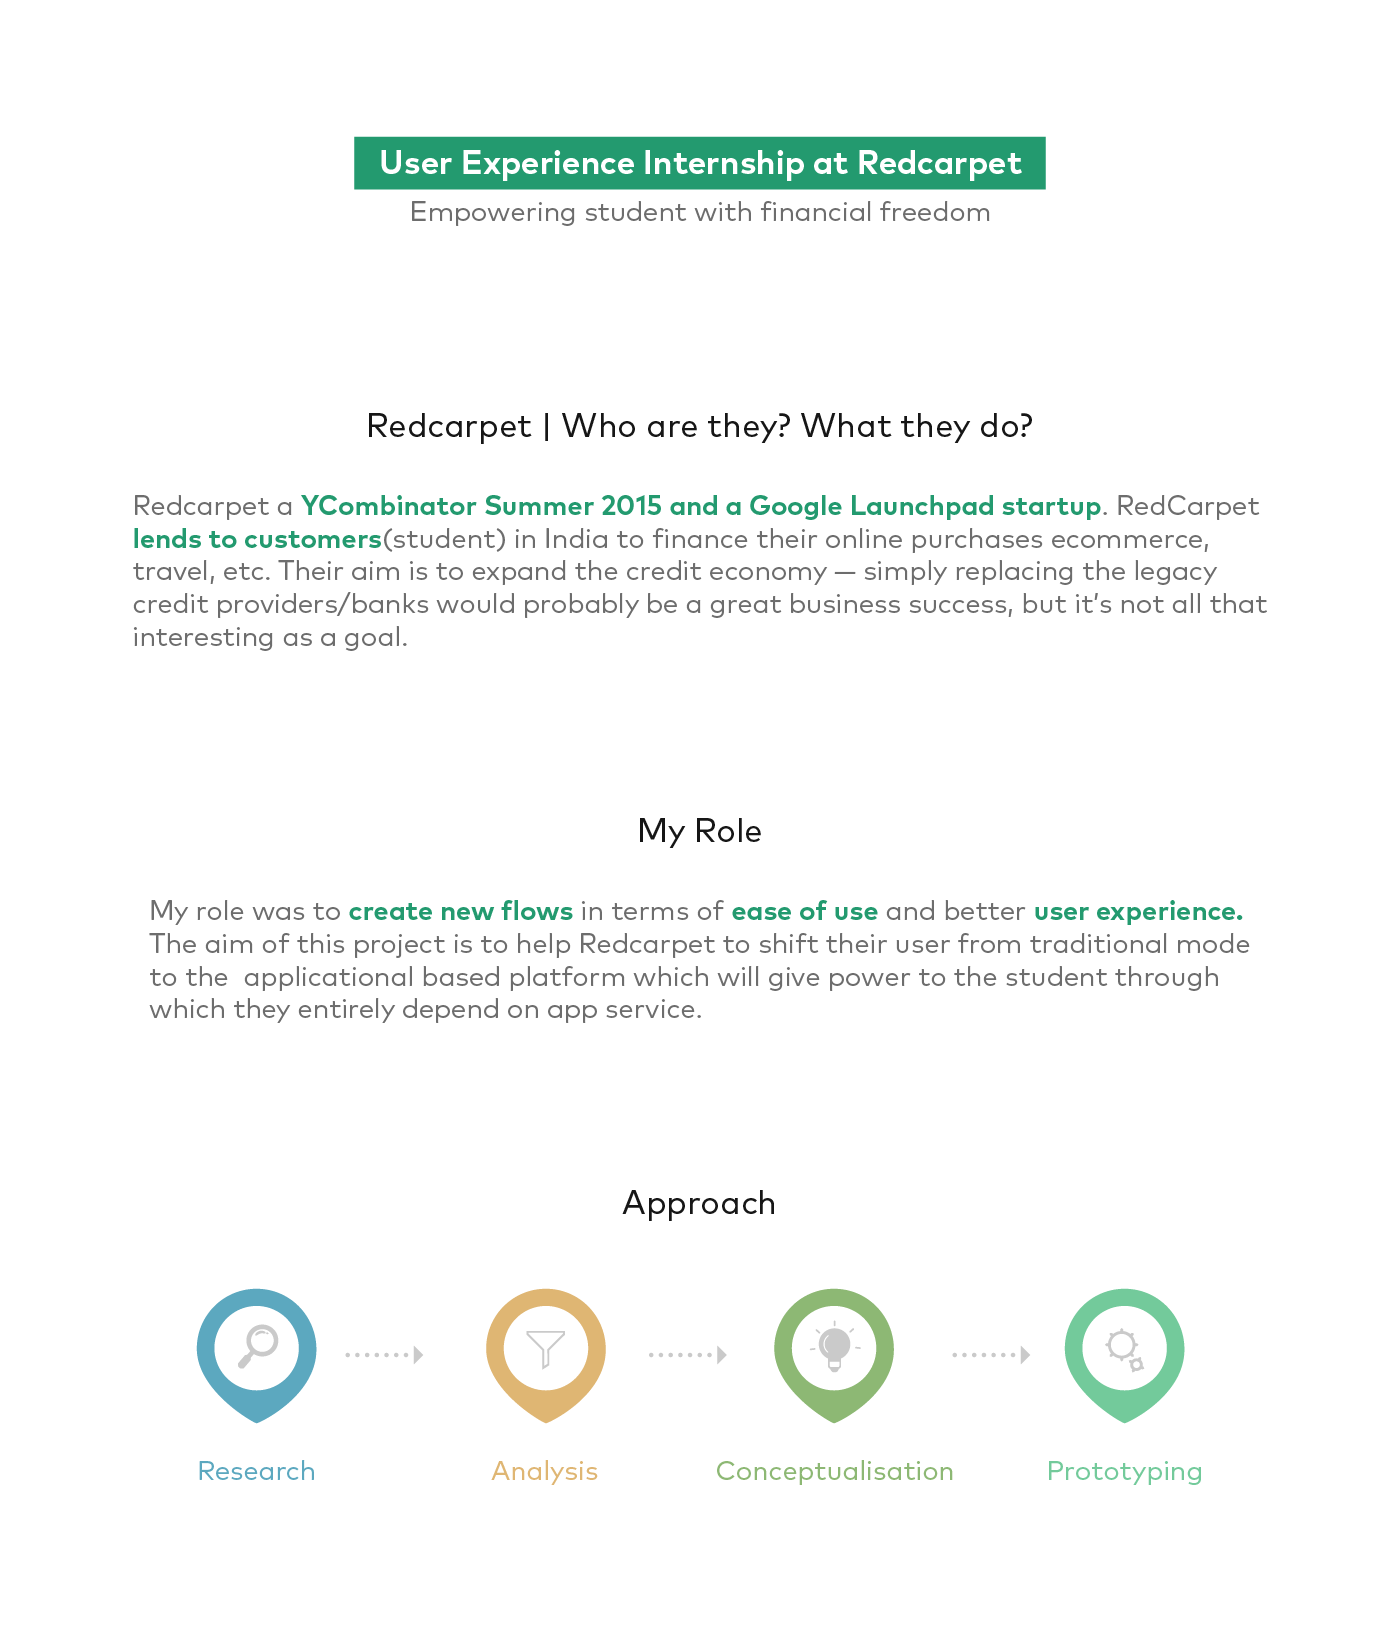 User Experience Internship at Redcarpet
Empowering student with financial freedom
Redcarpet | Who are they? What they do?
Redcarpet a YCombinator Summer 2015 and a Google Launchpad startup. RedCarpet
lends to customers(student) in India to finance their online purchases ecommerce,
travel, etc. Their aim is to expand the credit economy — simply replacing the legacy
credit providers/banks would probably be a great business success, but it’s not all that
interesting as a goal.
My Role
My role was to create new flows in terms of ease of use and better user experience.
The aim of this project is to help Redcarpet to shift their user from traditional mode
to the  applicational based platform which will give power to the student through
which they entirely depend on app service.
Approach
Research
Analysis
Conceptualisation
Prototyping